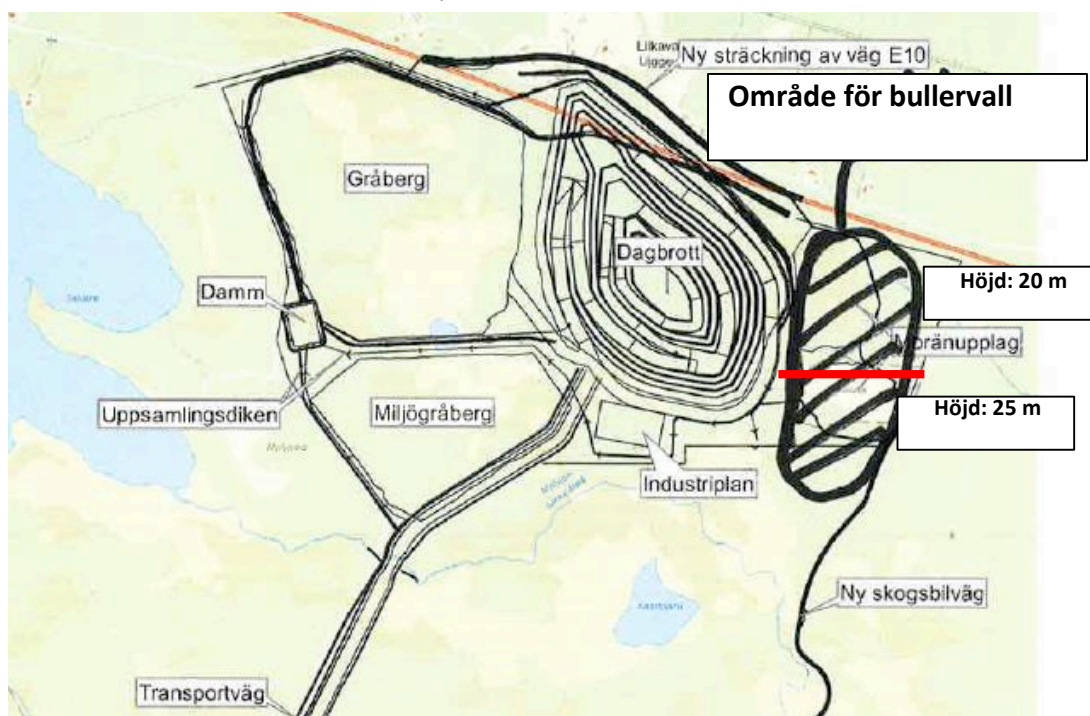 Ny sträckning av väg E10
Område för bullervall
Gråberg
Dagbrott
Höjd: 20 m
Damm
Moränupplag
Uppsamlingsdiken
Miljögråberg
Höjd: 25 m
Industriplan
Ny skogsbilväg
Transportväg